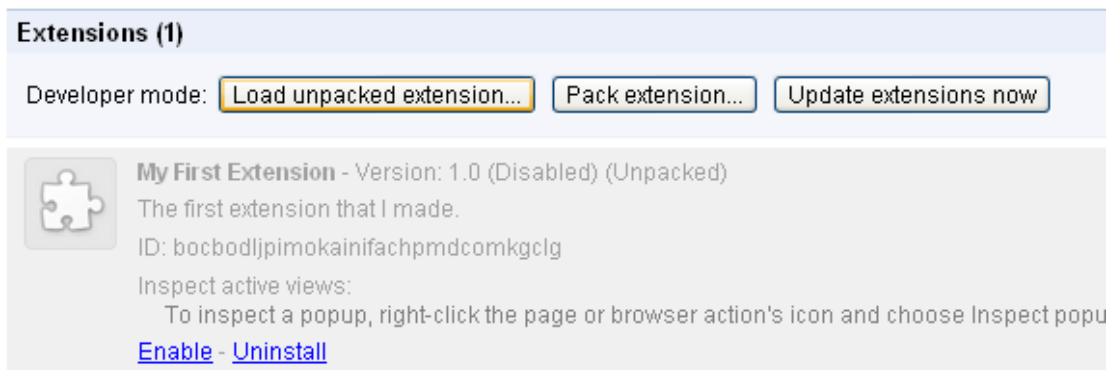 Extensions (1)
Developer mode: Load unpacked extension... Pack extension... Update extensions now
My First Extension - Version: 1.0 (Disabled) (Unpacked)
The first extension that I made.
ID: bocbodljpimokainifachpmdcomkgclg
Inspect active views:
To inspect a popup, right-click the page or browser action's icon and choose Inspect popu
Enable - Uninstall